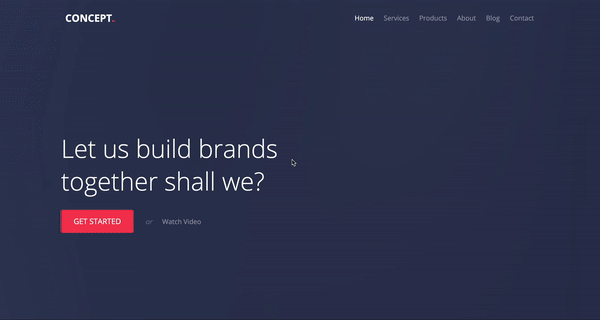 CONCEPT.
Home Services Products About Blog Contact
Let us build brands
together shall we?
GET STARTED or Watch Video